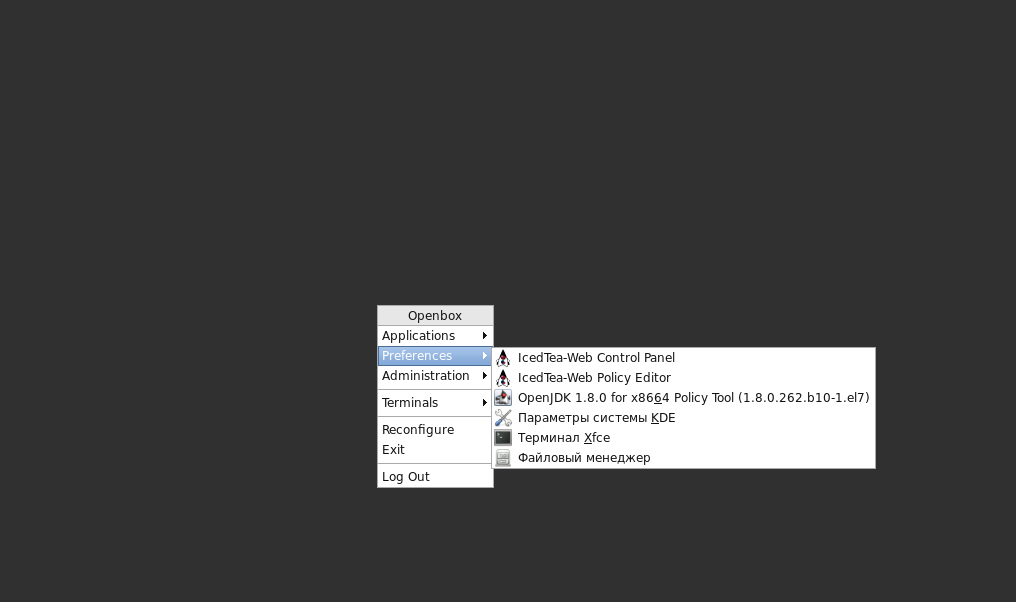 Openbox
Applications
Preferences
Administration
Terminals
Reconfigure
Exit
Log Out
IcedTea-Web Control Panel
IcedTea-Web Policy Editor
OpenJDK 1.8.0 for x8664 Policy Tool (1.8.0.262.b10-1.el7)
Параметры системы KDE
Терминал Xfce
Файловый менеджер